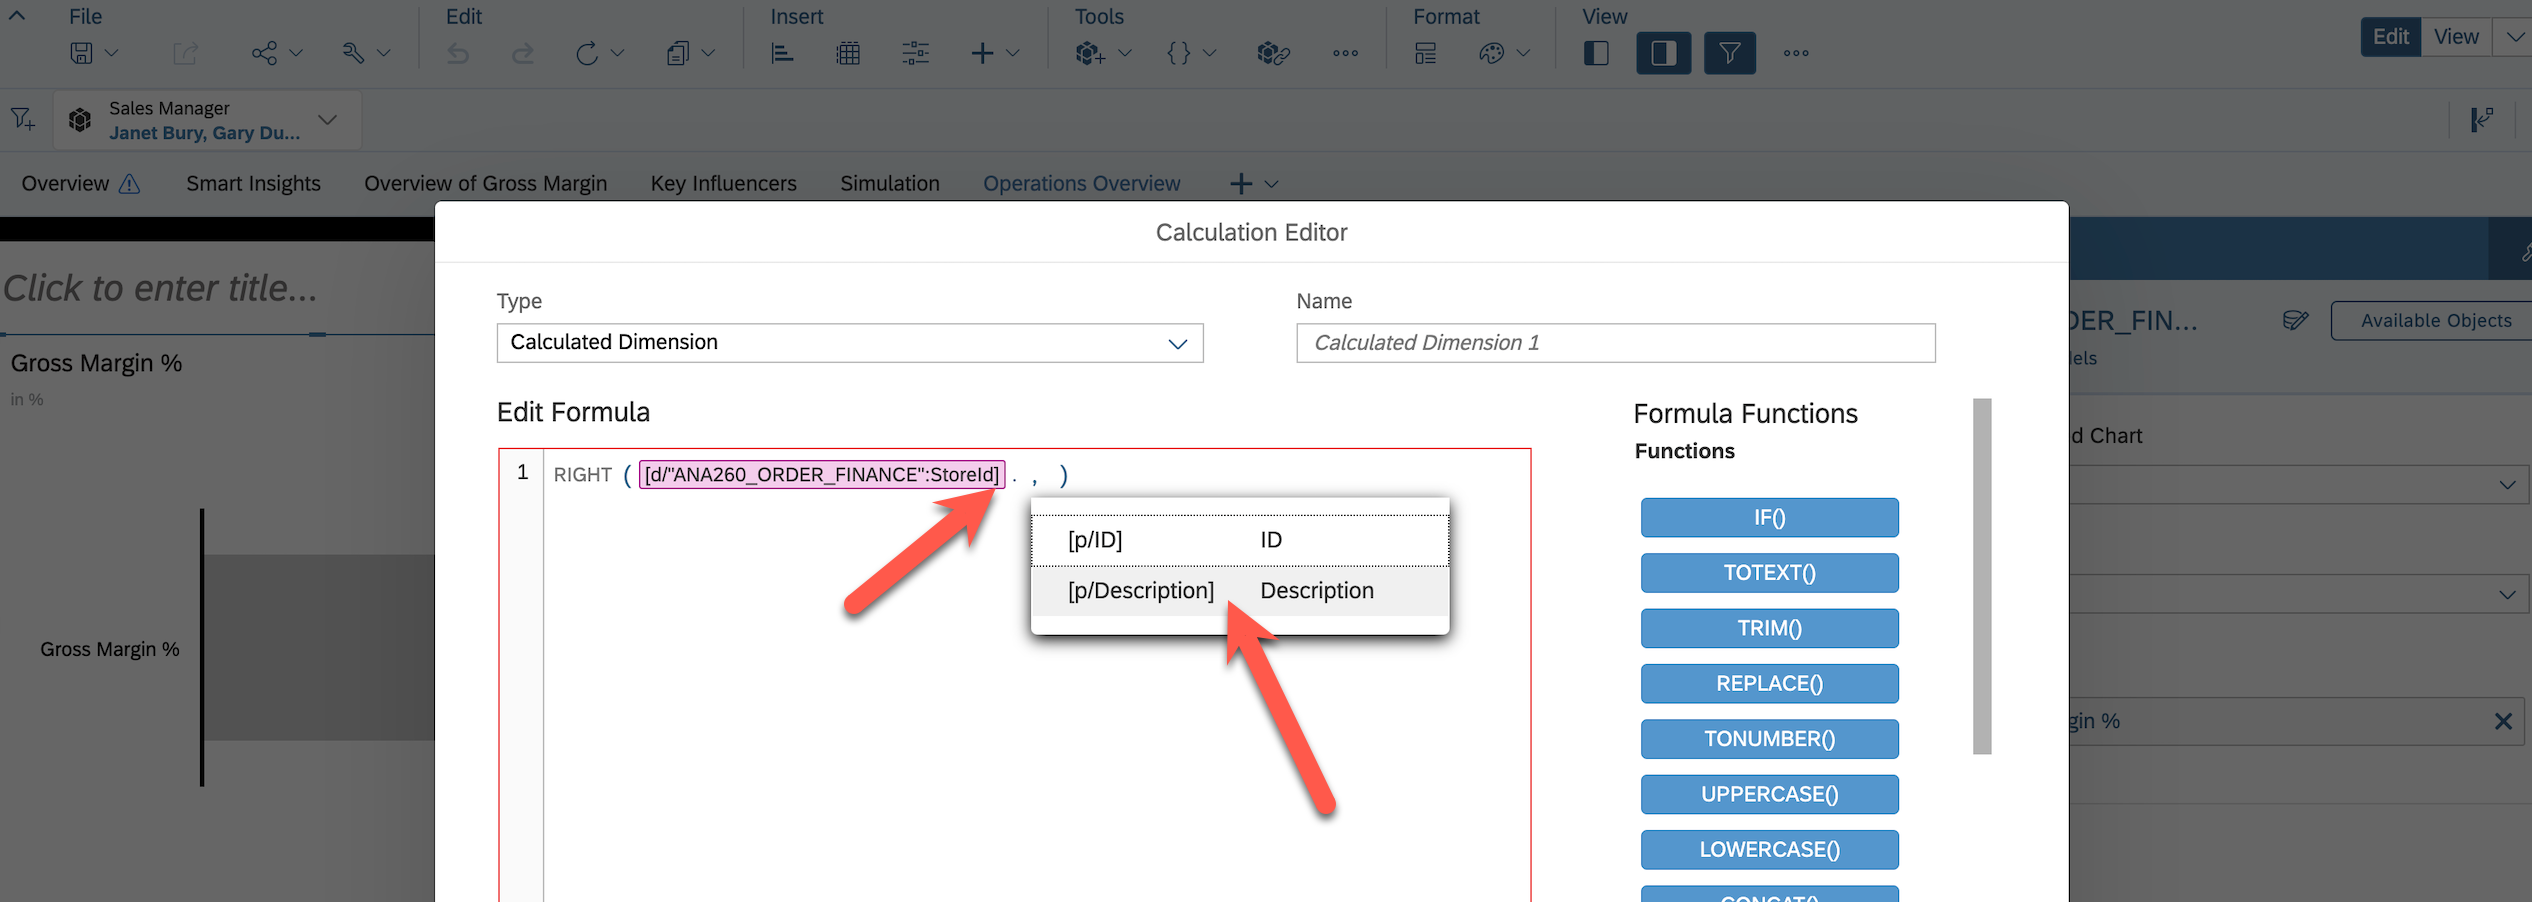 File
Edit
Insert
Tools
Format
View
Edit
View
Sales Manager
Janet Bury, Gary Du...
Overview
Smart Insights
Overview of Gross Margin
Key Influencers
Simulation
Operations Overview
Calculation Editor
Click to enter title...
Type
Name
Calculated Dimension
Calculated Dimension 1
DER_FIN...
Available Objects
els
Gross Margin %
in %
Edit Formula
Formula Functions
Functions
d Chart
1 RIGHT ( [d/"ANA260_ORDER_FINANCE":StoreId] . , )
[p/ID] ID
[p/Description] Description
IF()
TOTEXT()
TRIM()
REPLACE()
TONUMBER()
UPPERCASE()
LOWERCASE()
CONCAT()
Gross Margin %
gin %